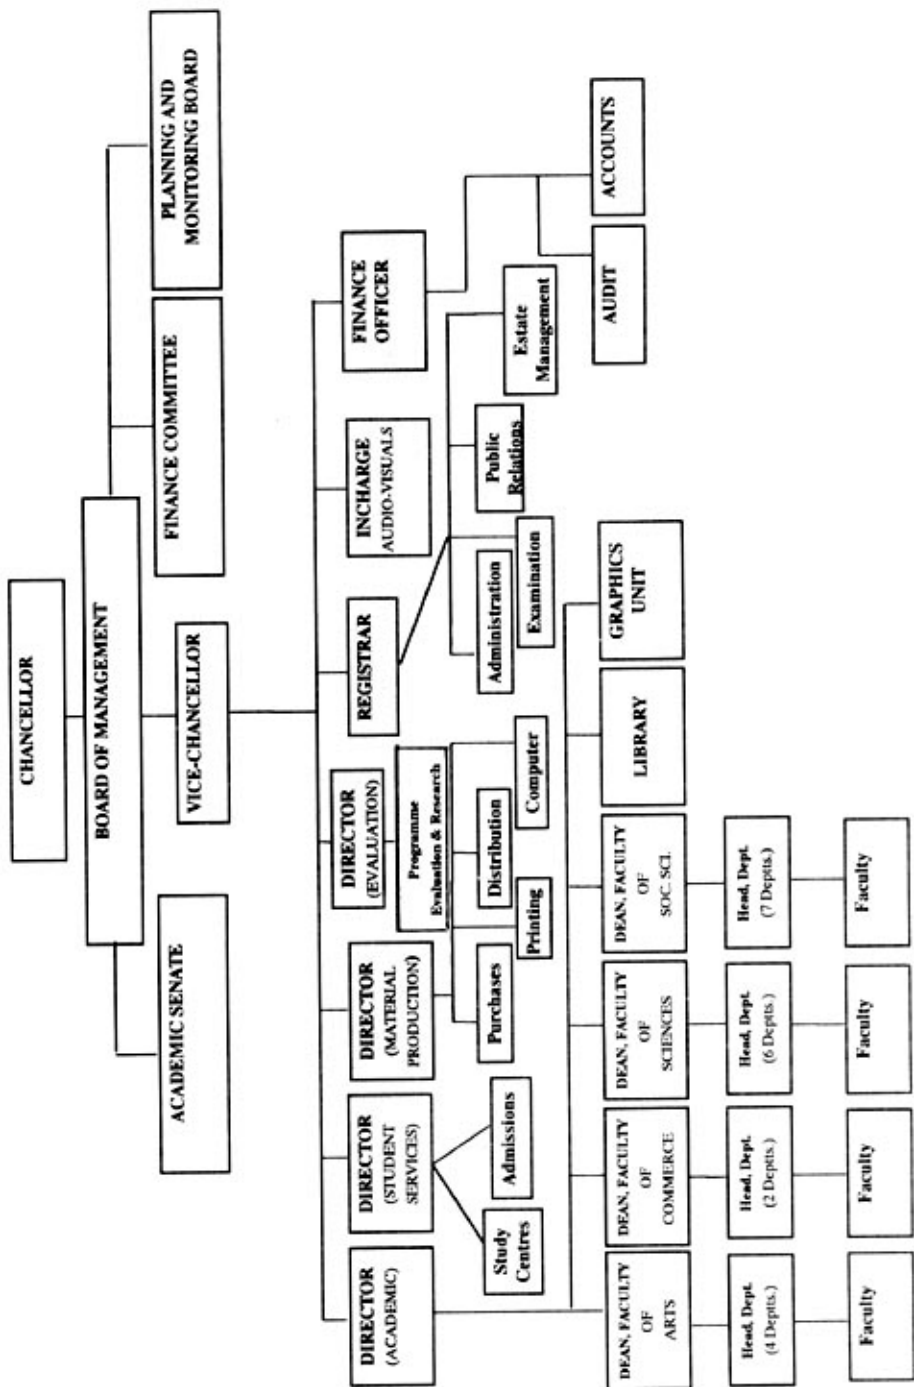 CHANCELLOR
BOARD OF MANAGEMENT
ACADEMIC SENATE
VICE-CHANCELLOR
FINANCE COMMITTEE
PLANNING AND
MONITORING BOARD
DIRECTOR
(ACADEMIC)
DIRECTOR
(STUDENT
SERVICES)
DIRECTOR
(MATERIAL
PRODUCTION)
DIRECTOR
(EVALUATION)
REGISTRAR
INCHARGE
AUDIO-VISUALS
FINANCE
OFFICER
Programme
Evaluation & Research
Study
Centres
Admissions
Purchases
Printing
Distribution
Computer
Administration
Examination
Public
Relations
Estate
Management
AUDIT
ACCOUNTS
DEAN, FACULTY
OF
ARTS
DEAN, FACULTY
OF
COMMERCE
DEAN, FACULTY
OF
SCIENCES
DEAN, FACULTY
OF
SOC. SCI.
LIBRARY
GRAPHICS
UNIT
Head, Dept.
(4 Deptts.)
Head, Dept.
(2 Deptts.)
Head, Dept.
(6 Deptts.)
Head, Dept.
(7 Deptts.)
Faculty
Faculty
Faculty
Faculty